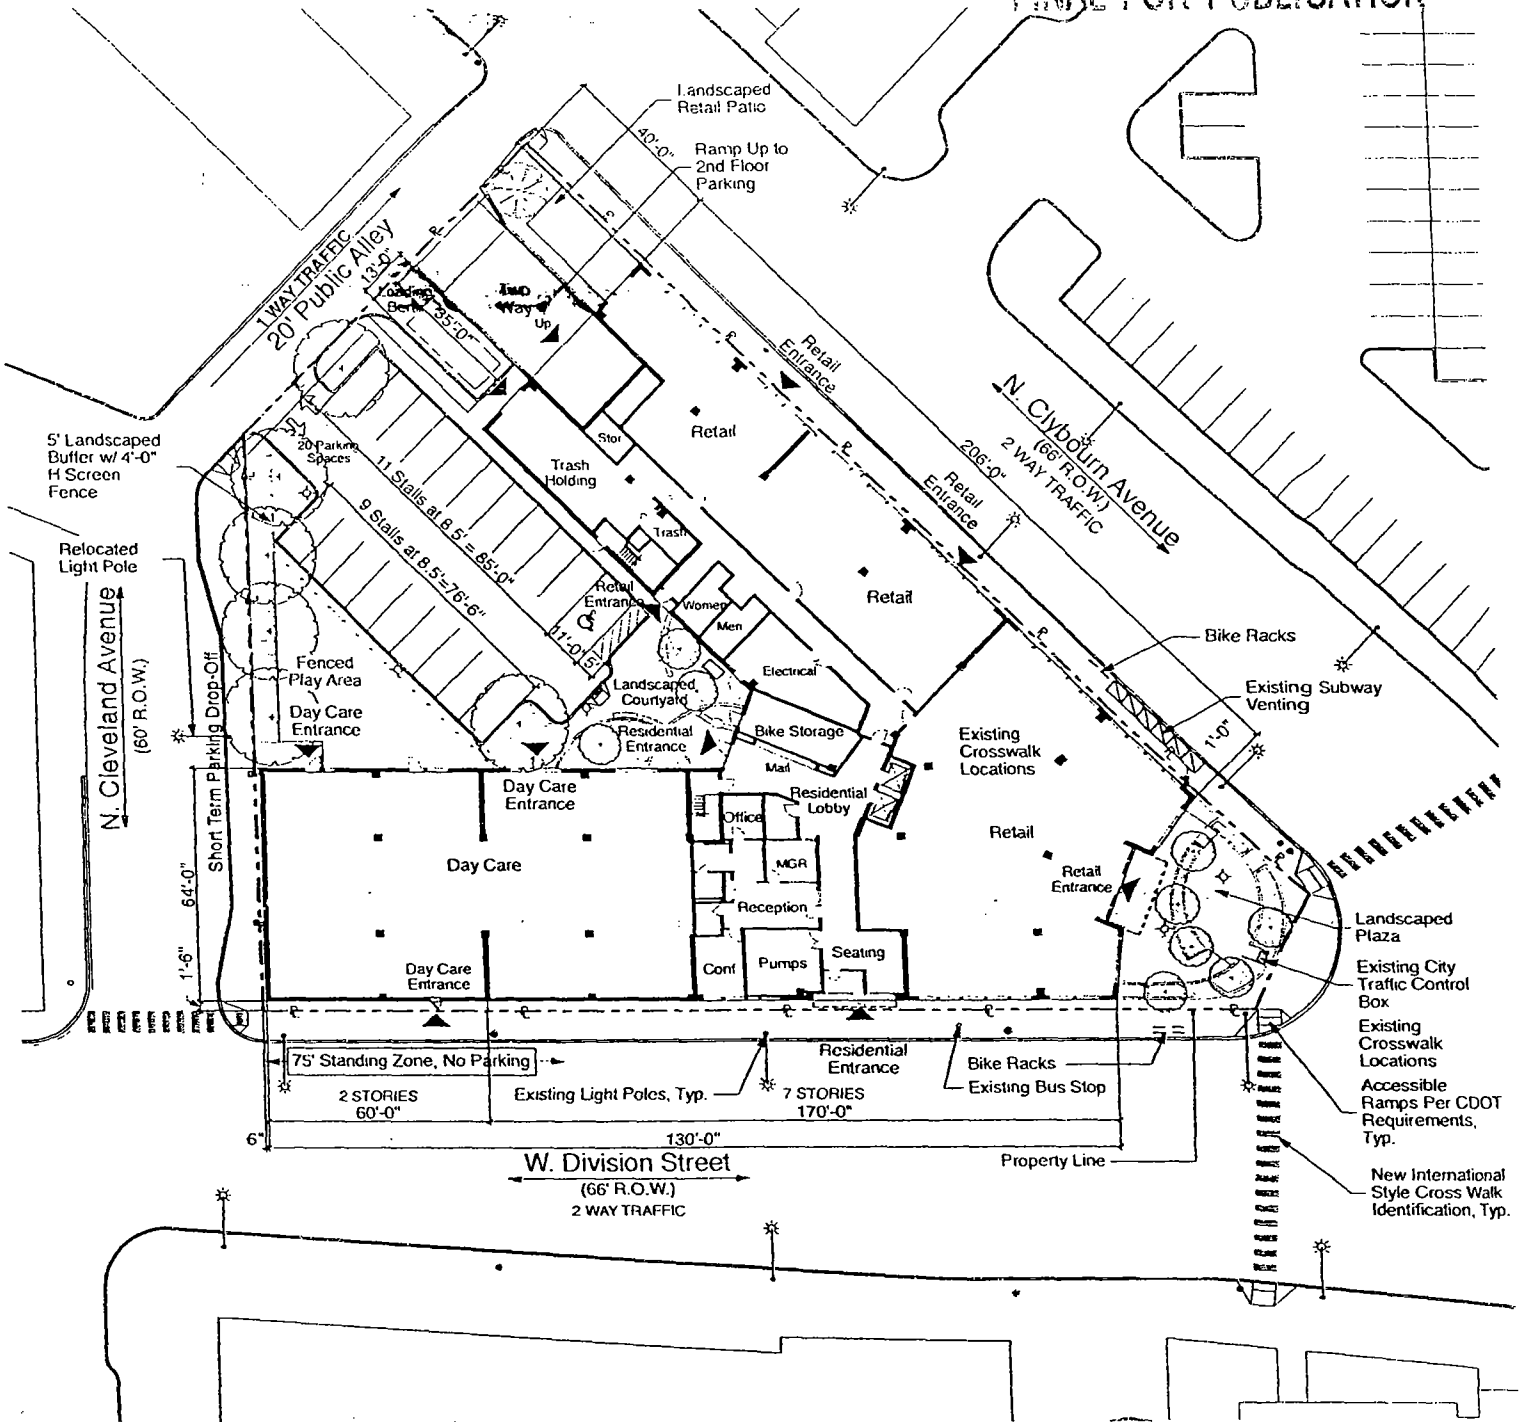 FINAL FOR PUBLICATION
Landscaped
Retail Patio
40'-0"
Ramp Up to
2nd Floor
Parking
1 WAY TRAFFIC
20' Public Alley
13'-0"
Loading
Berth
35'-0"
Two
Way
Up
Retail
Entrance
N. Clybourn Avenue
(66' R.O.W.)
2 WAY TRAFFIC
206'-0"
Retail
Stor
Trash
Holding
Trash
Retail
Entrance
5' Landscaped
Buffer w/ 4'-0"
H Screen
Fence
20 Parking
Spaces
11 Stalls at 8.5' = 85'-0"
9 Stalls at 8.5'=76'-6"
11'-0"
5'
Relocated
Light Pole
N. Cleveland Avenue
(60' R.O.W.)
Short Term Parking Drop-Off
Retail
Entrance
Women
Men
Retail
Electrical
Bike Racks
Existing Subway
Venting
1'-0"
Fenced
Play Area
Day Care
Entrance
Landscaped
Courtyard
Residential
Entrance
Bike Storage
Mail
Existing
Crosswalk
Locations
Day Care
Entrance
Residential
Lobby
Office
Retail
MGR
Day Care
Retail
Entrance
64'-0"
Reception
Landscaped
Plaza
1'-6"
Day Care
Entrance
Conf
Pumps
Seating
Existing City
Traffic Control
Box
Existing
Crosswalk
Locations
75' Standing Zone, No Parking
Residential
Entrance
Bike Racks
Existing Bus Stop
Existing Light Poles, Typ.
2 STORIES
60'-0"
7 STORIES
170'-0"
Accessible
Ramps Per CDOT
Requirements,
Typ.
6"
130'-0"
Property Line
W. Division Street
(66' R.O.W.)
2 WAY TRAFFIC
New International
Style Cross Walk
Identification, Typ.